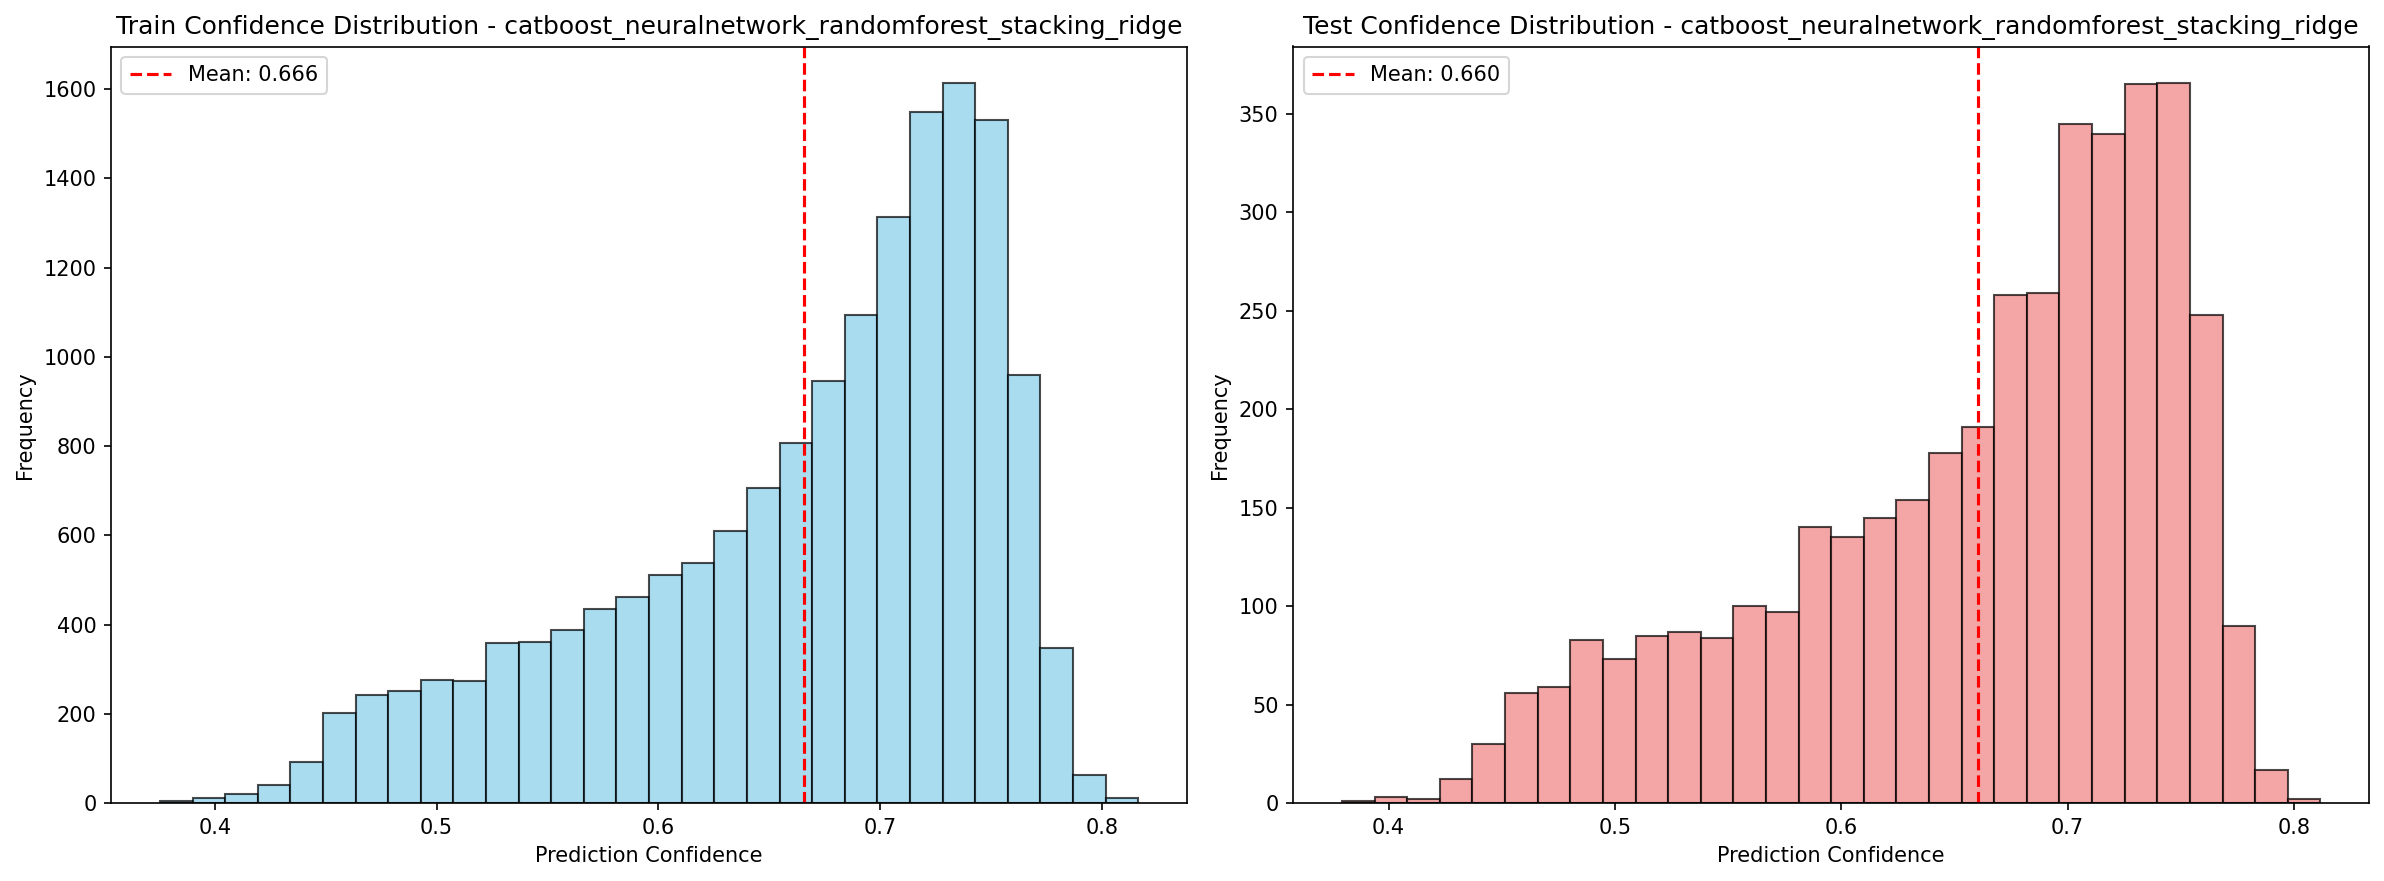 Train Confidence Distribution - catboost_neuralnetwork_randomforest_stacking_ridge
Mean: 0.666
1600
1400
1200
1000
800
600
400
200
0
Frequency
0.4 0.5 0.6 0.7 0.8
Prediction Confidence
Test Confidence Distribution - catboost_neuralnetwork_randomforest_stacking_ridge
Mean: 0.660
350
300
250
200
150
100
50
0
Frequency
0.4 0.5 0.6 0.7 0.8
Prediction Confidence